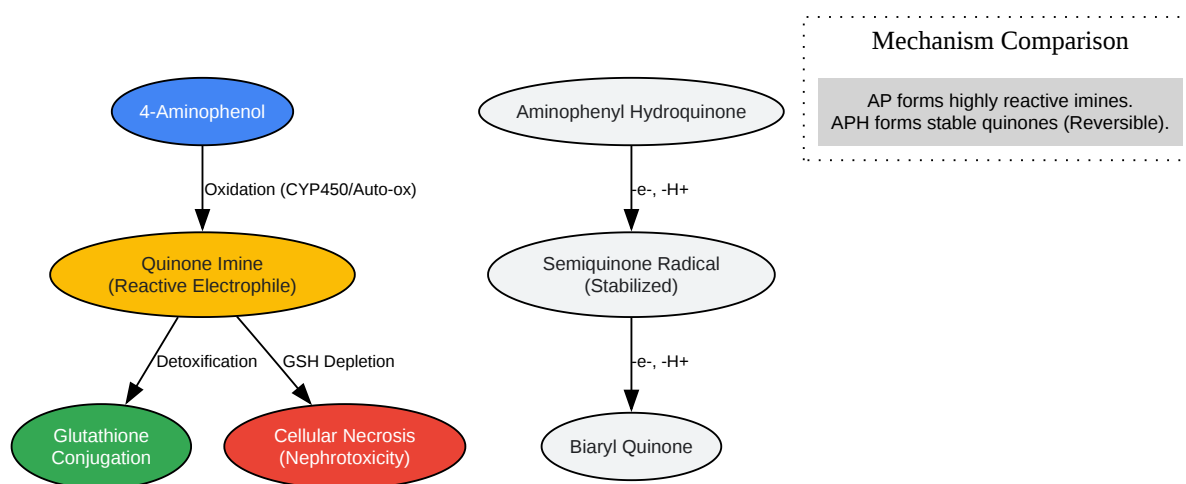 Mechanism Comparison
AP forms highly reactive imines.
APH forms stable quinones (Reversible).
4-Aminophenol
Aminophenyl Hydroquinone
Oxidation (CYP450/Auto-ox)
-e-, -H+
Quinone Imine
(Reactive Electrophile)
Semiquinone Radical
(Stabilized)
Detoxification
GSH Depletion
-e-, -H+
Glutathione
Conjugation
Cellular Necrosis
(Nephrotoxicity)
Biaryl Quinone